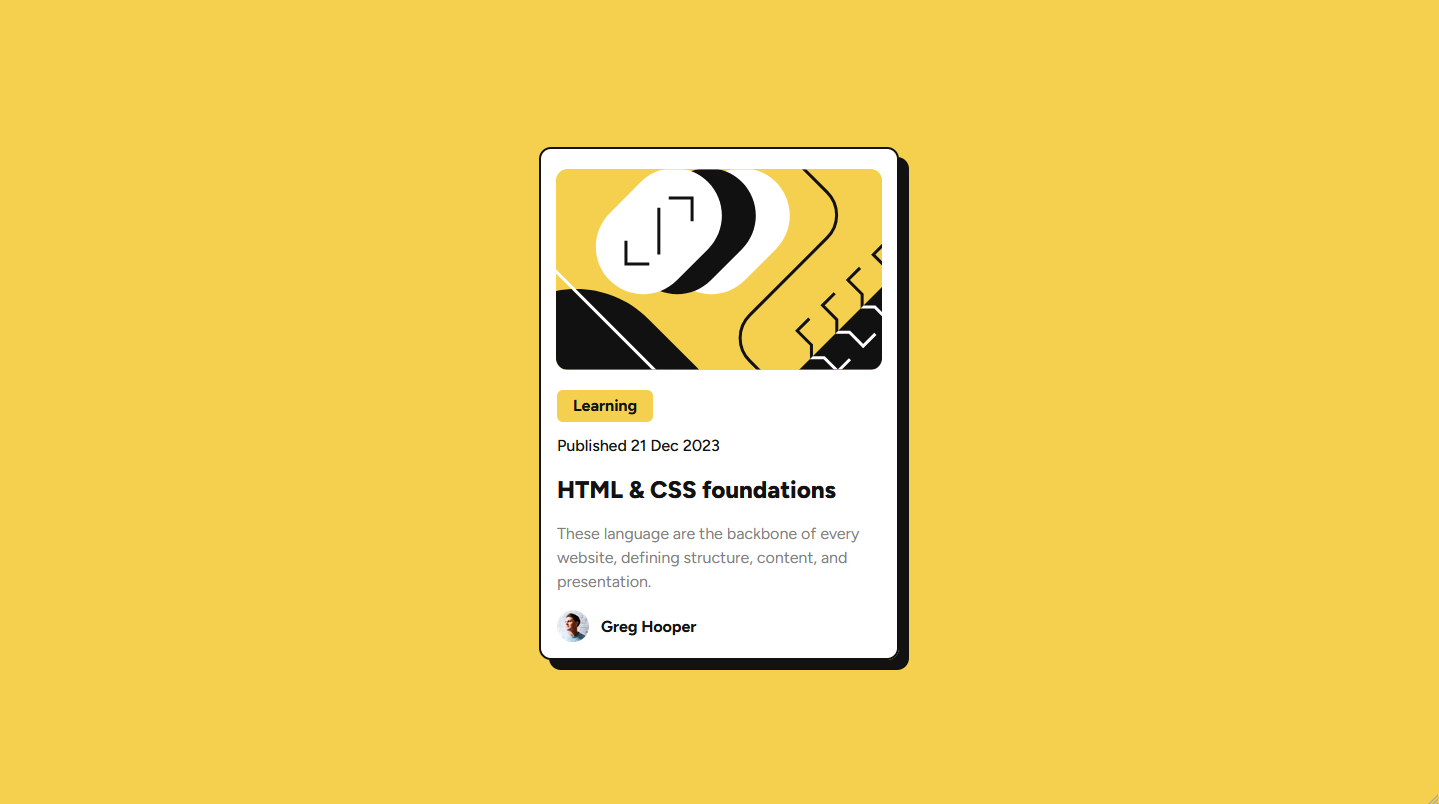 Learning
Published 21 Dec 2023
HTML & CSS foundations
These language are the backbone of every
website, defining structure, content, and
presentation.
Greg Hooper